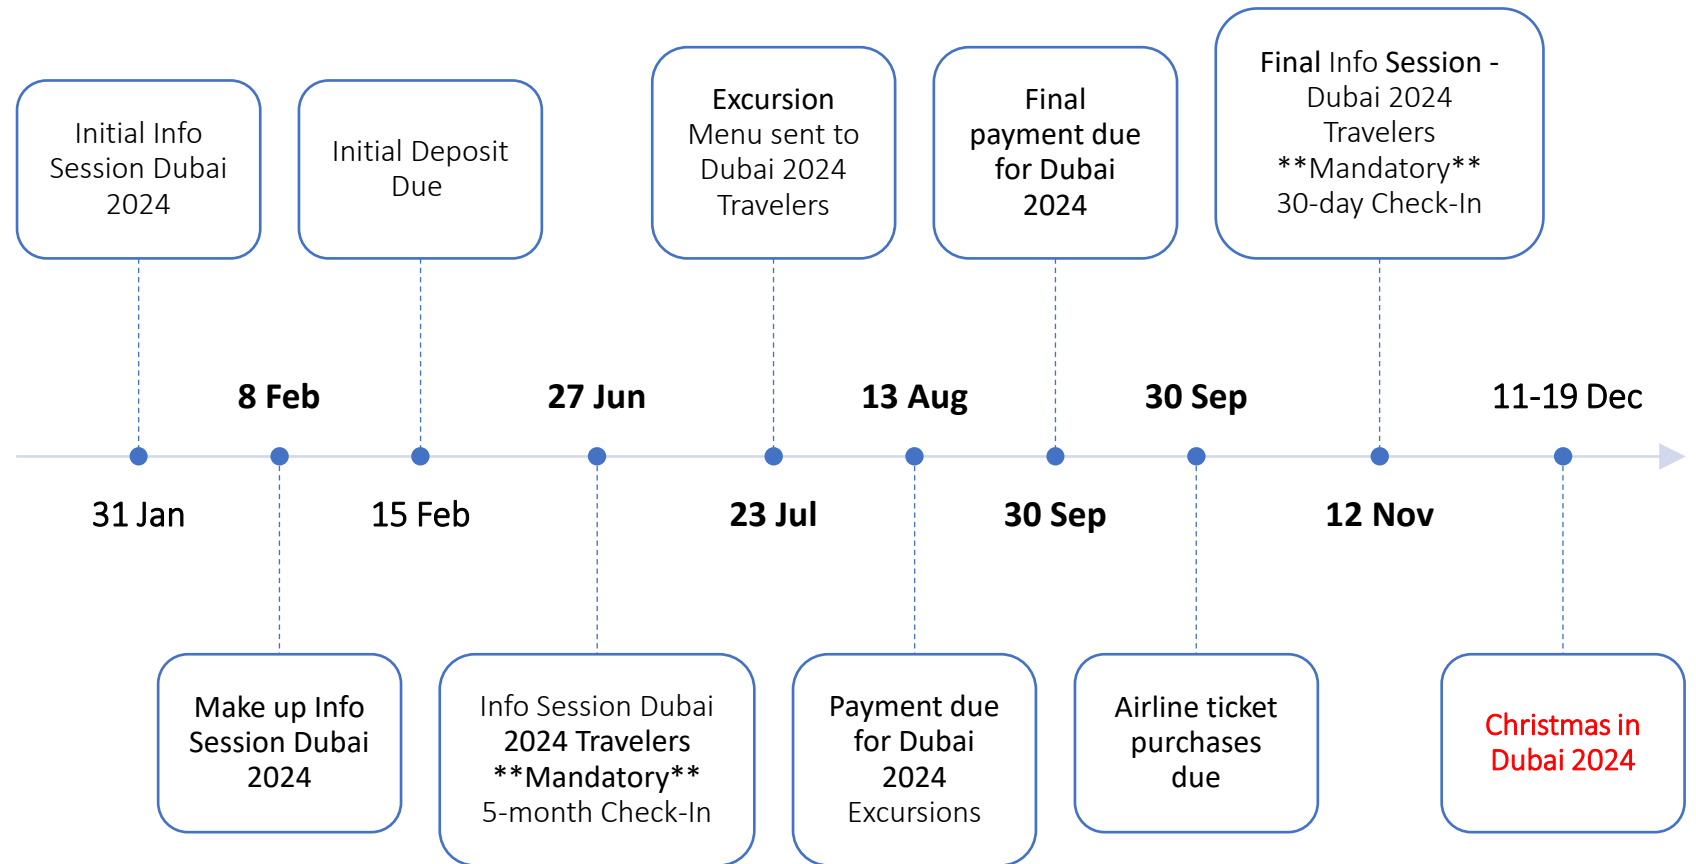 Initial Info
Session Dubai
2024
Initial Deposit
Due
Excursion
Menu sent to
Dubai 2024
Travelers
Final
payment due
for Dubai
2024
Final Info Session -
Dubai 2024
Travelers
**Mandatory**
30-day Check-In
8 Feb
27 Jun
13 Aug
30 Sep
11-19 Dec
31 Jan
15 Feb
23 Jul
30 Sep
12 Nov
Make up Info
Session Dubai
2024
Info Session Dubai
2024 Travelers
**Mandatory**
5-month Check-In
Payment due
for Dubai
2024
Excursions
Airline ticket
purchases
due
Christmas in
Dubai 2024